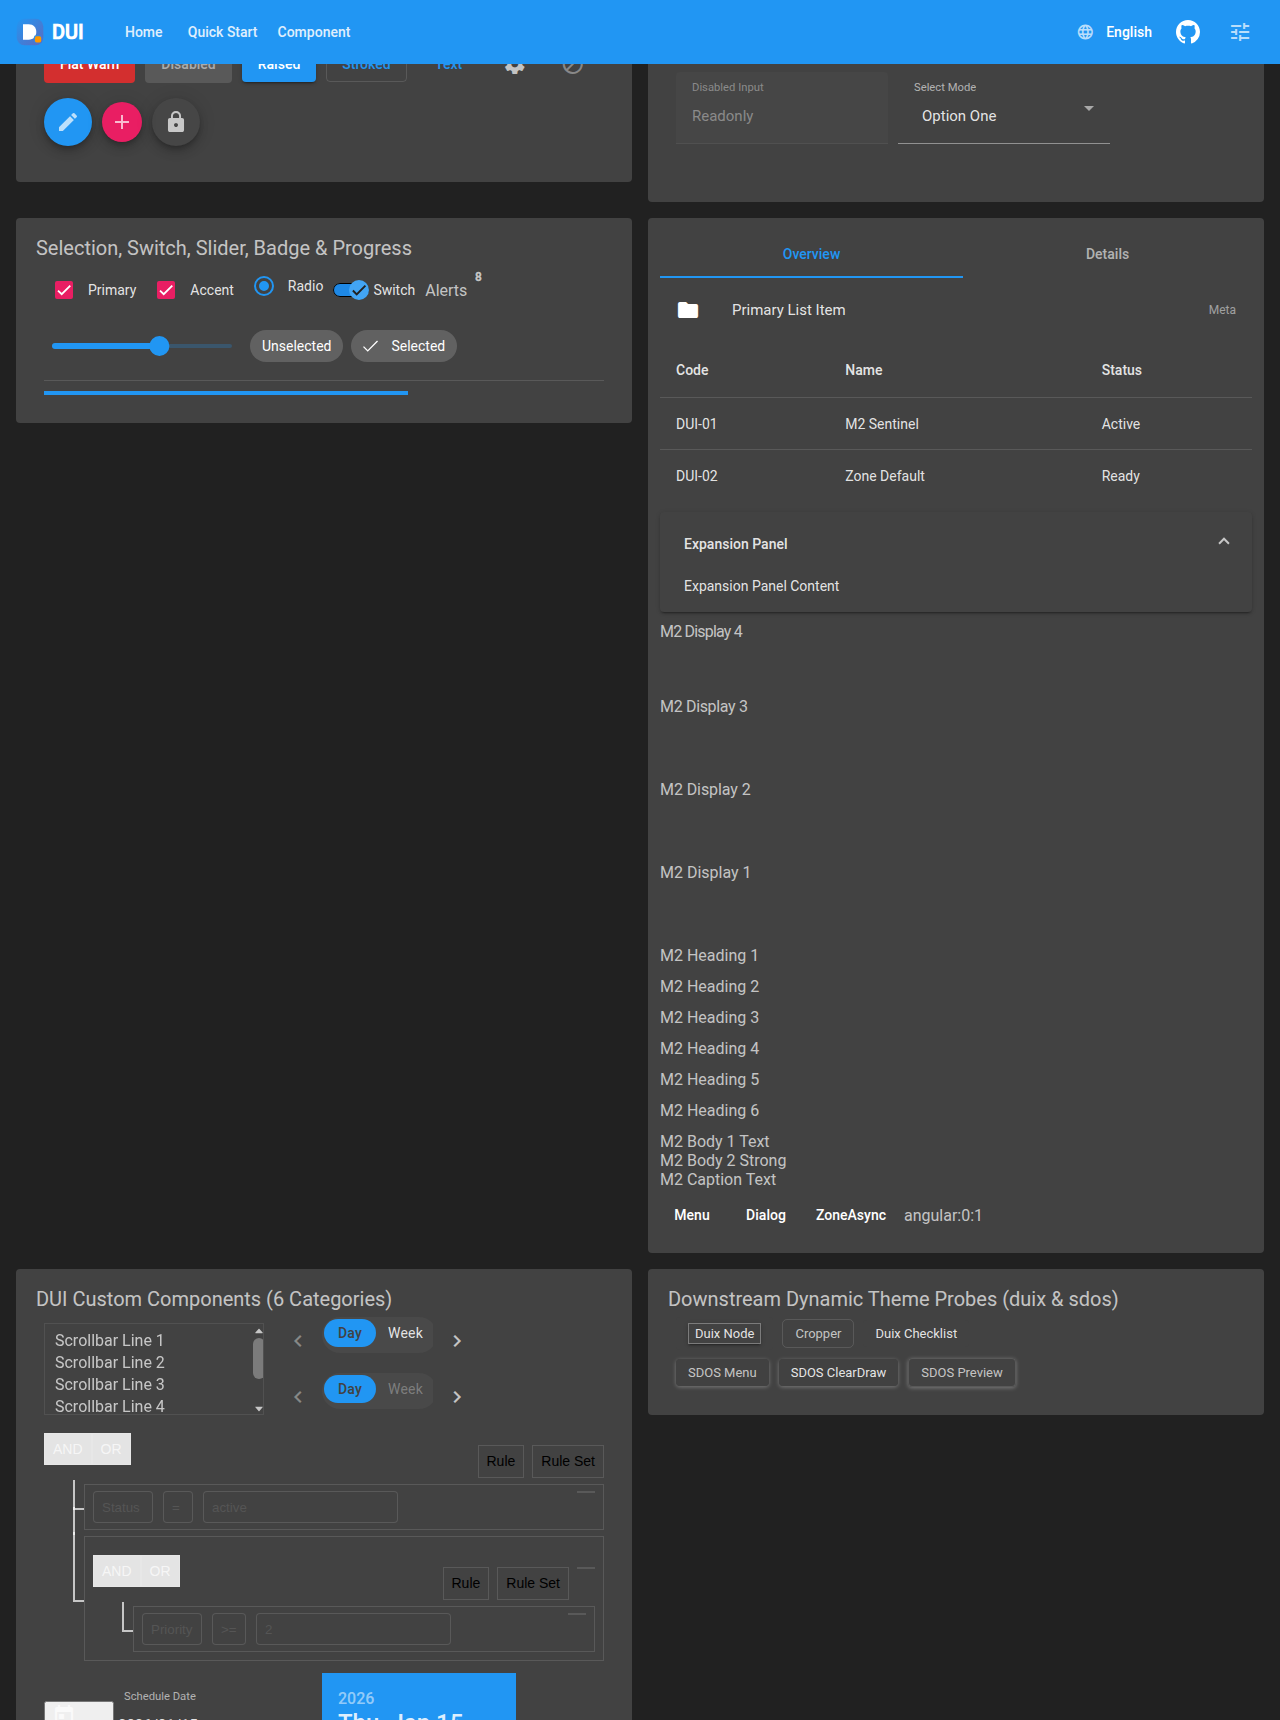 DUI Home Quick Start Component English
Flat Warn Disabled Raised Stroked Text
Disabled Input
Readonly
Select Mode
Option One
Selection, Switch, Slider, Badge & Progress
Primary Accent Radio Switch Alerts 8
Unselected Selected
Overview Details
Primary List Item Meta
Code Name Status
DUI-01 M2 Sentinel Active
DUI-02 Zone Default Ready
Expansion Panel
Expansion Panel Content
M2 Display 4
M2 Display 3
M2 Display 2
M2 Display 1
M2 Heading 1
M2 Heading 2
M2 Heading 3
M2 Heading 4
M2 Heading 5
M2 Heading 6
M2 Body 1 Text
M2 Body 2 Strong
M2 Caption Text
Menu Dialog ZoneAsync angular:0:1
DUI Custom Components (6 Categories)
Scrollbar Line 1
Scrollbar Line 2
Scrollbar Line 3
Scrollbar Line 4
Day Week
Day Week
AND OR
Rule Rule Set
Status = active
AND OR
Rule Rule Set
Priority >= 2
Schedule Date
2026
Thu, Jan 15
Downstream Dynamic Theme Probes (duix & sdos)
Duix Node Cropper Duix Checklist
SDOS Menu SDOS ClearDraw SDOS Preview